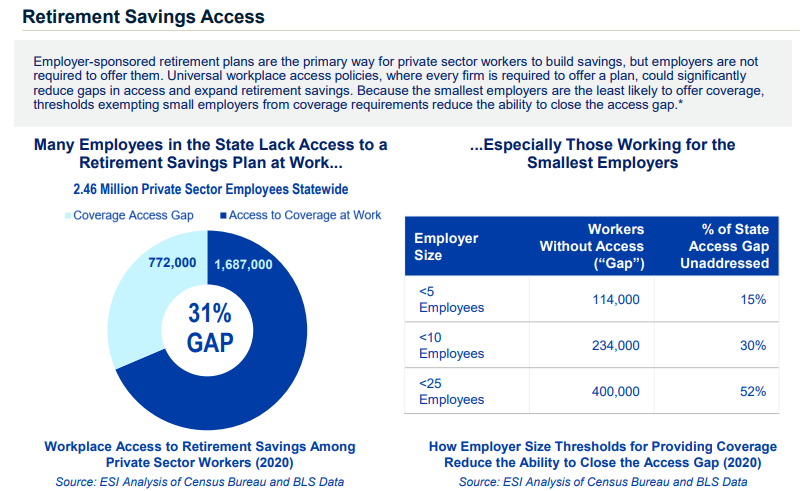 Retirement Savings Access
Employer-sponsored retirement plans are the primary way for private sector workers to build savings, but employers are not
required to offer them. Universal workplace access policies, where every firm is required to offer a plan, could significantly
reduce gaps in access and expand retirement savings. Because the smallest employers are the least likely to offer coverage,
thresholds exempting small employers from coverage requirements reduce the ability to close the access gap.*
Many Employees in the State Lack Access to a
Retirement Savings Plan at Work...
2.46 Million Private Sector Employees Statewide
Coverage Access Gap
Access to Coverage at Work
772,000
1,687,000
31%
GAP
Workplace Access to Retirement Savings Among
Private Sector Workers (2020)
Source: ESI Analysis of Census Bureau and BLS Data
...Especially Those Working for the
Smallest Employers
Employer
Size
Workers
Without Access
(“Gap”)
% of State
Access Gap
Unaddressed
<5
Employees
114,000
15%
<10
Employees
234,000
30%
<25
Employees
400,000
52%
How Employer Size Thresholds for Providing Coverage
Reduce the Ability to Close the Access Gap (2020)
Source: ESI Analysis of Census Bureau and BLS Data